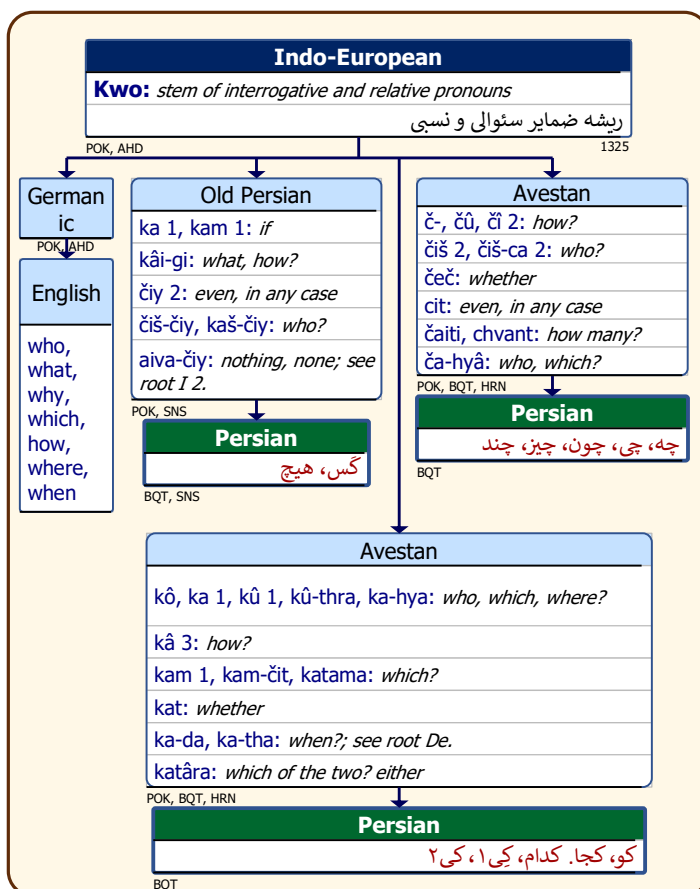 Indo-European
Kwo: stem of interrogative and relative pronouns
ریشه ضمایر سئوالی و نسبی
POK, AHD
1325
German
ic
POK, AHD
English
who,
what,
why,
which,
how,
where,
when
Old Persian
ka 1, kam 1: if
kâi-gi: what, how?
čiy 2: even, in any case
čiš-čiy, kaš-čiy: who?
aiva-čiy: nothing, none; see
root I 2.
POK, SNS
Persian
کَس، هیچ
BQT, SNS
Avestan
č-, čû, čî 2: how?
čiš 2, čiš-ca 2: who?
čeč: whether
cit: even, in any case
čaiti, chvant: how many?
ča-hyâ: who, which?
POK, BQT, HRN
Persian
چه، چی، چون، چیز، چند
BQT
Avestan
kô, ka 1, kû 1, kû-thra, ka-hya: who, which, where?
kâ 3: how?
kam 1, kam-čit, katama: which?
kat: whether
ka-da, ka-tha: when?; see root De.
katâra: which of the two? either
POK, BQT, HRN
Persian
کو، کجا. کدام، کِی۱، کی۲
BQT